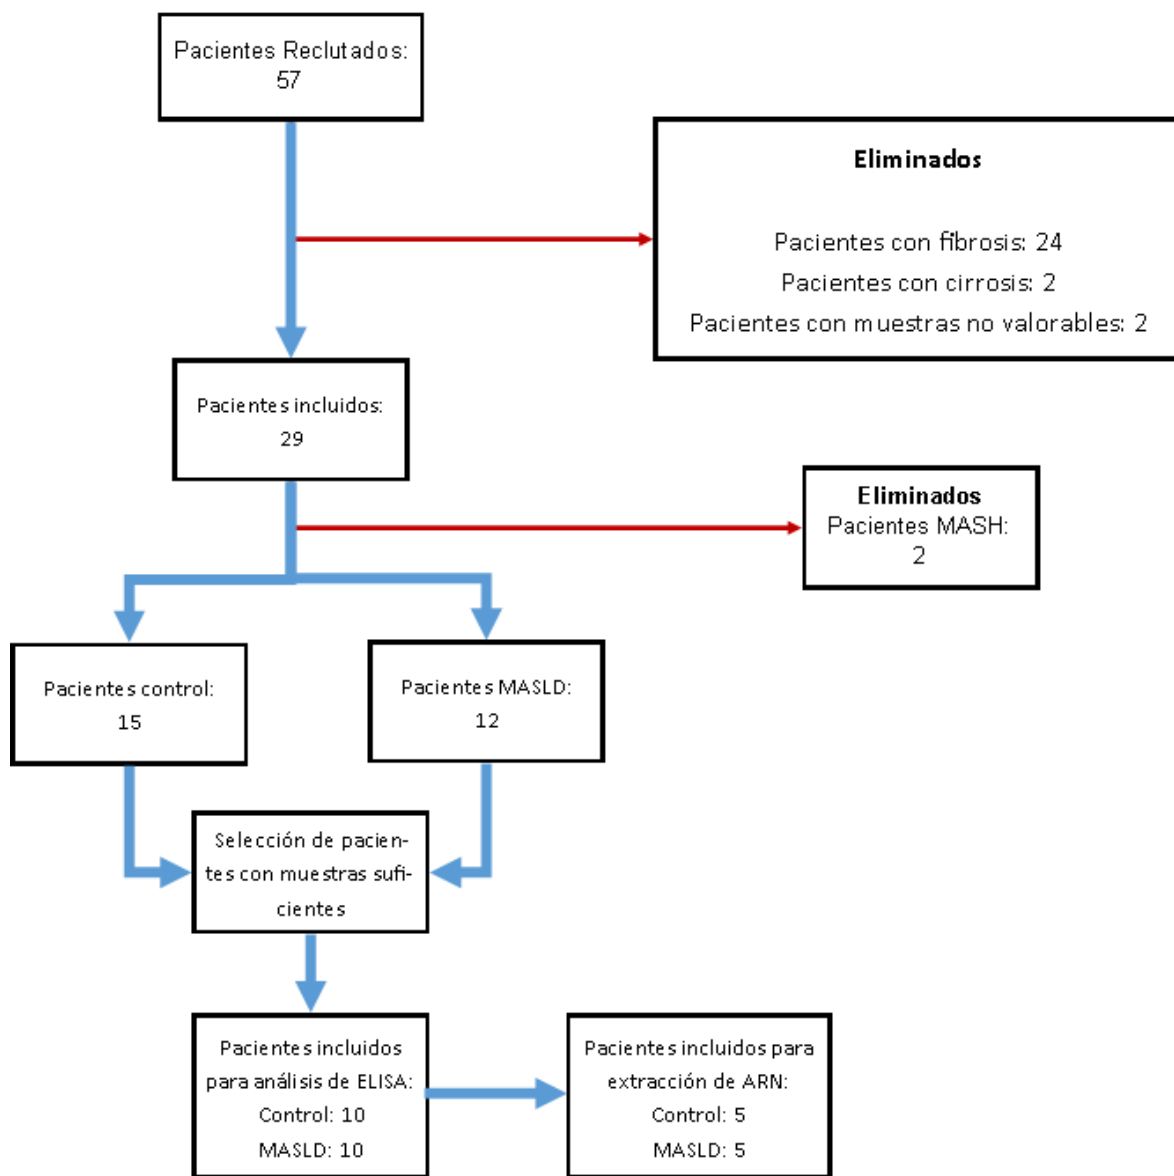 Pacientes Reclutados:
57
Eliminados
Pacientes con fibrosis: 24
Pacientes con cirrosis: 2
Pacientes con muestras no valorables: 2
Pacientes incluidos:
29
Eliminados
Pacientes MASH:
2
Pacientes control:
15
Pacientes MASLD:
12
Selección de pacien-
tes con muestras sufi-
cientes
Pacientes incluidos
para análisis de ELISA:
Control: 10
MASLD: 10
Pacientes incluidos para
extracción de ARN:
Control: 5
MASLD: 5